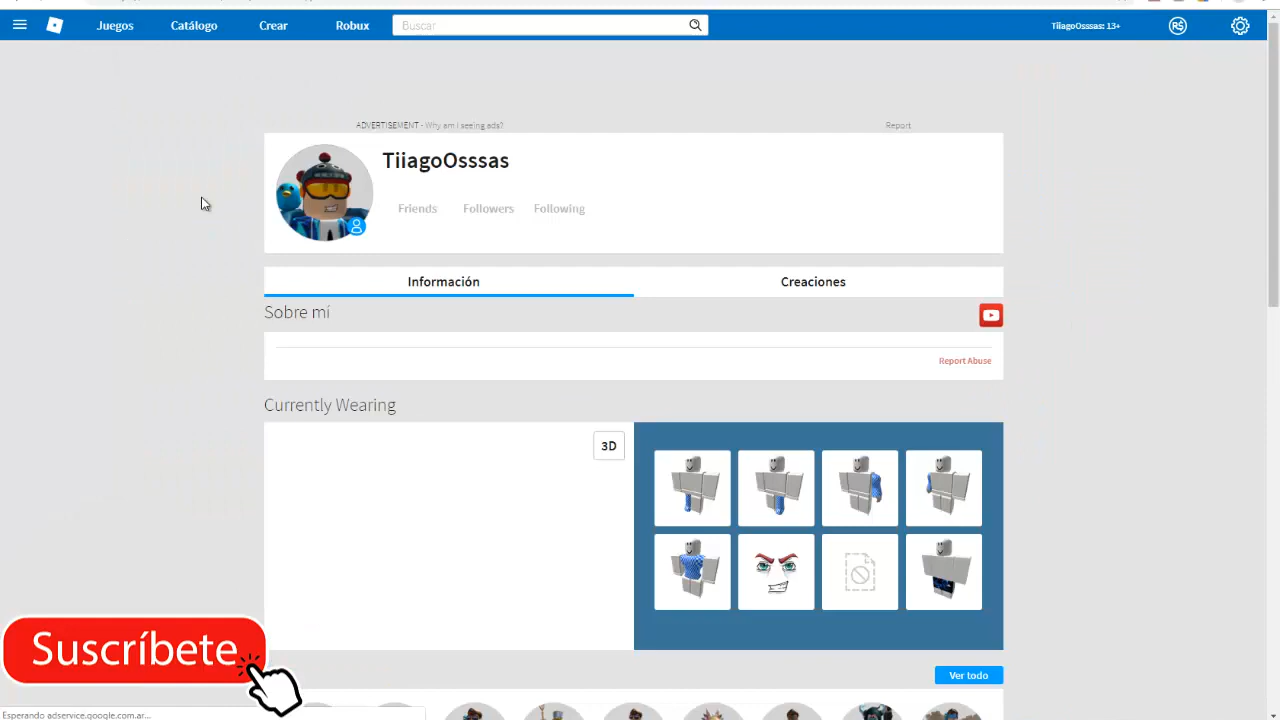 Juegos Catálogo Crear Robux Buscar TiiagoOsssas: 13+ R$
ADVERTISEMENT - Why am I seeing ads? Report
TiiagoOsssas
Friends Followers Following
Información Creaciones
Sobre mí
Report Abuse
Currently Wearing
3D
Suscríbete
Ver todo
Esperando adservice.google.com.ar...